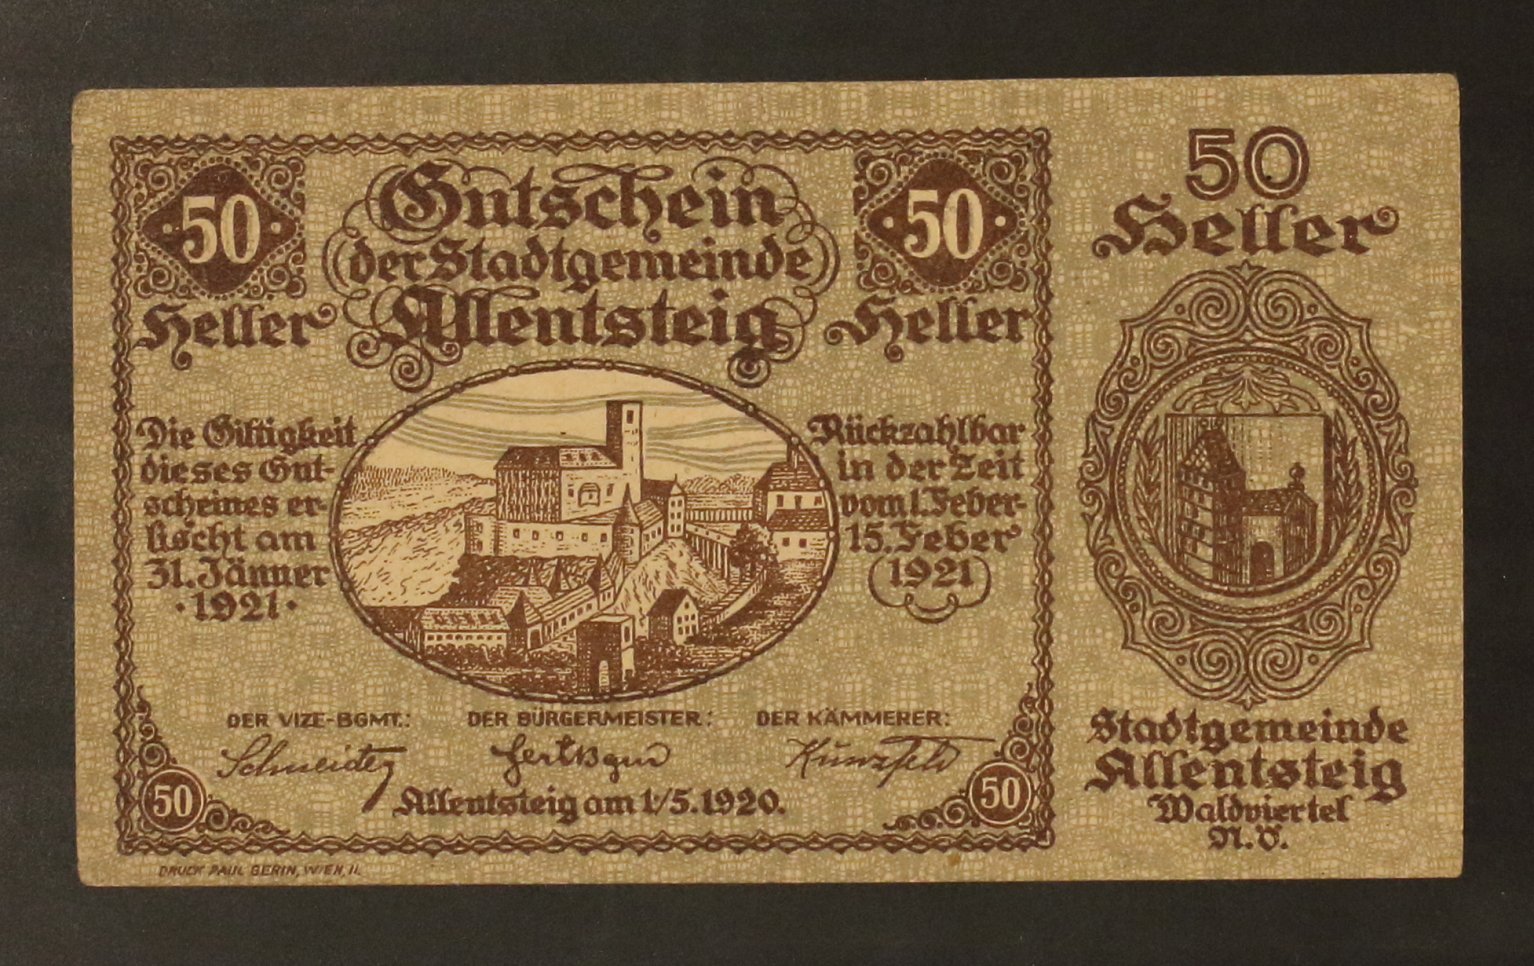 50
Gutschein
der Stadtgemeinde
Allentsteig
50
Heller
Heller
Die Giltigkeit
dieses Gut-
scheines er-
lischt am
31. Jänner
·1921·
Rückzahlbar
in der Zeit
vom 1. Feber-
15. Feber
1921
DER VIZE-BGMT.:
DER BÜRGERMEISTER:
DER KÄMMERER:
Schneider
Kunzfeld
50
Allentsteig am 1/5. 1920.
50
DRUCK PAUL GERIN, WIEN, II.
50
Heller
Stadtgemeinde
Allentsteig
Waldviertel
N.Ö.